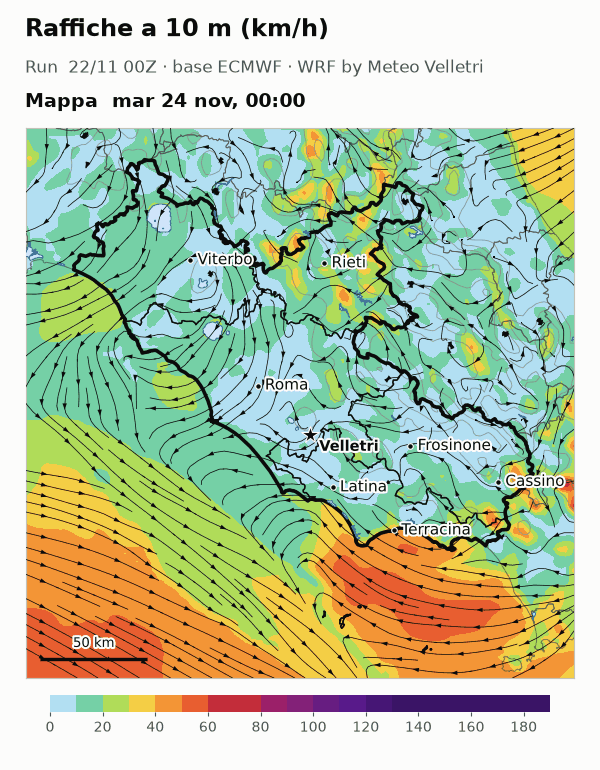 Raffiche a 10 m (km/h)
Run  22/11 00Z · base ECMWF · WRF by Meteo Velletri
Mappa  mar 24 nov, 00:00
Viterbo
Rieti
Roma
Velletri
Frosinone
Cassino
Latina
Terracina
50 km
0 20 40 60 80 100 120 140 160 180